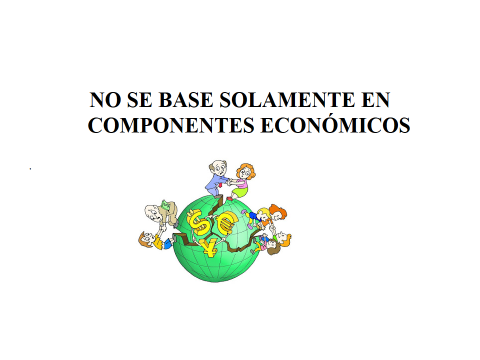 NO SE BASE SOLAMENTE EN
COMPONENTES ECONÓMICOS
$ €
¥